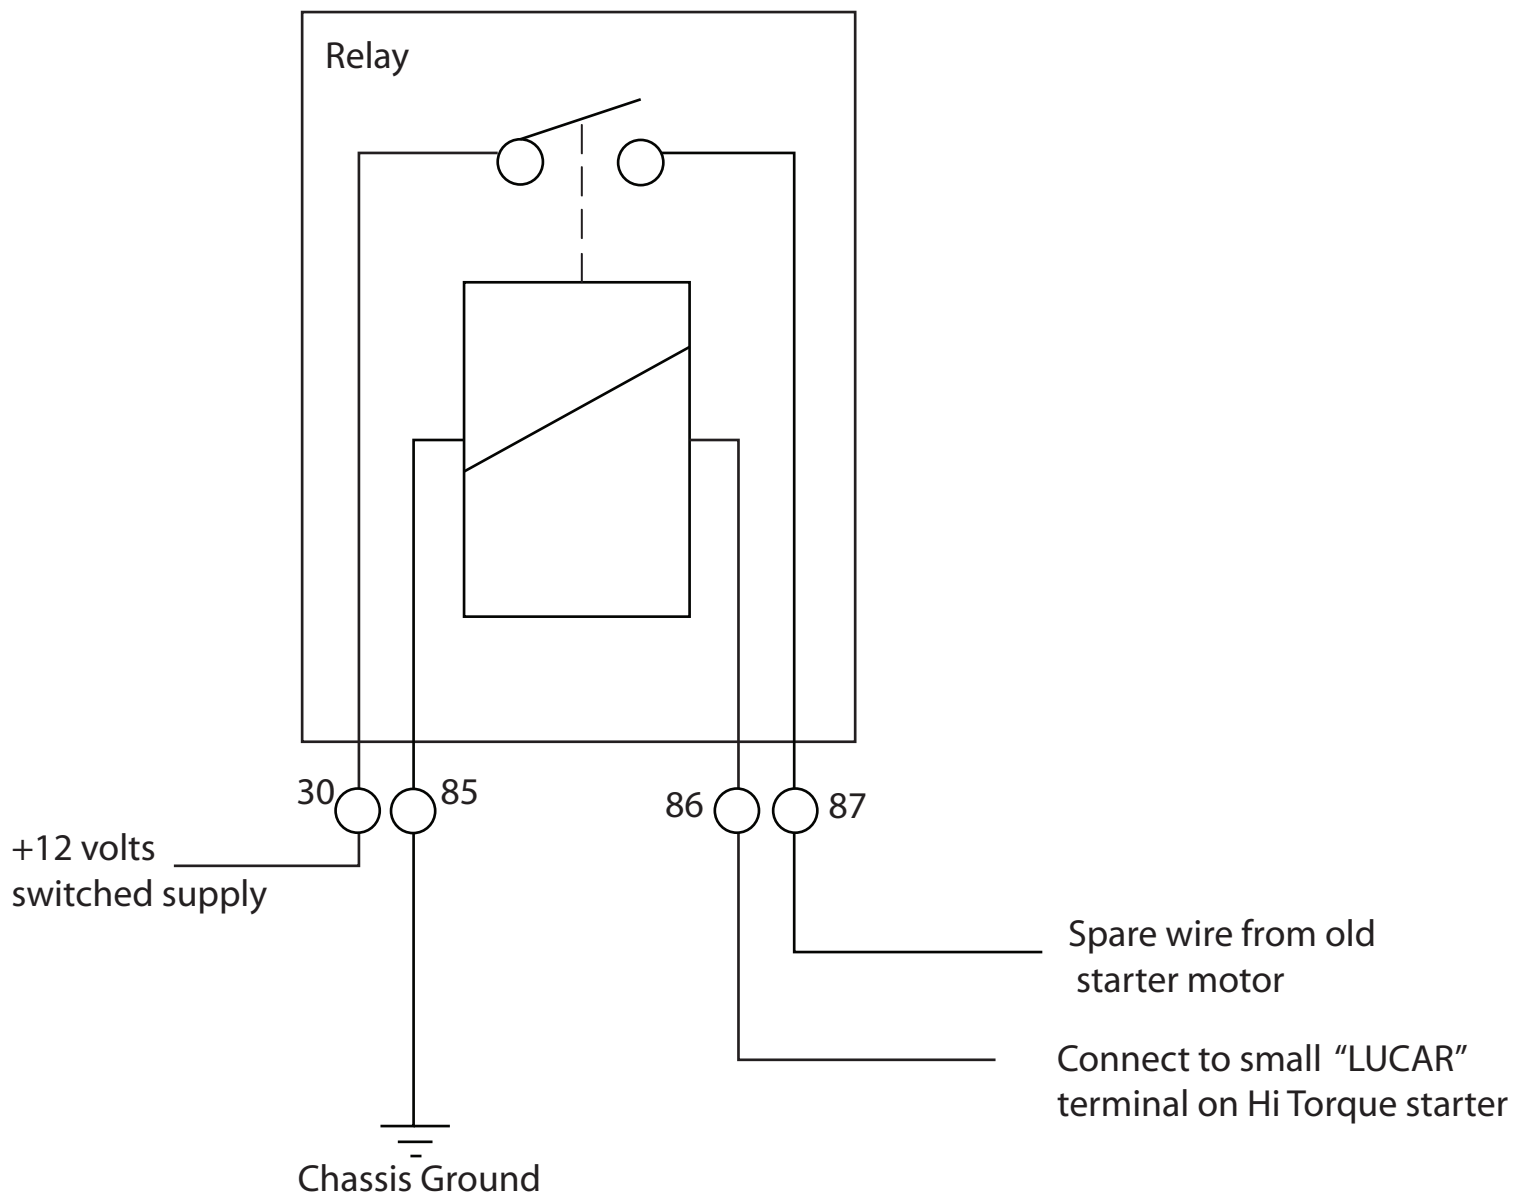 Relay
30
85
86
87
+12 volts
switched supply
Spare wire from old
starter motor
Connect to small “LUCAR”
terminal on Hi Torque starter
Chassis Ground